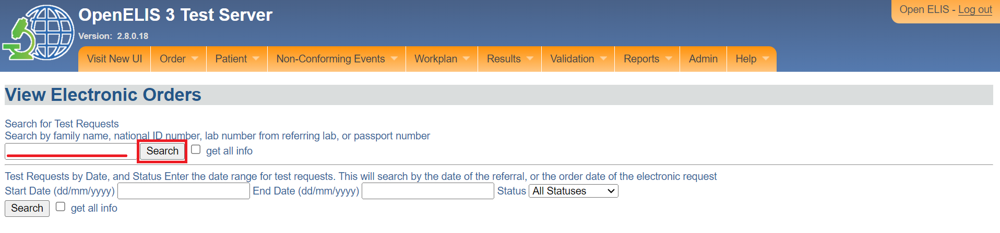 OpenELIS 3 Test Server
Open ELIS - Log out
Version: 2.8.0.18
Visit New UI Order Patient Non-Conforming Events Workplan Results Validation Reports Admin Help
View Electronic Orders
Search for Test Requests
Search by family name, national ID number, lab number from referring lab, or passport number
Search get all info
Test Requests by Date, and Status Enter the date range for test requests. This will search by the date of the referral, or the order date of the electronic request
Start Date (dd/mm/yyyy) End Date (dd/mm/yyyy) Status All Statuses
Search get all info